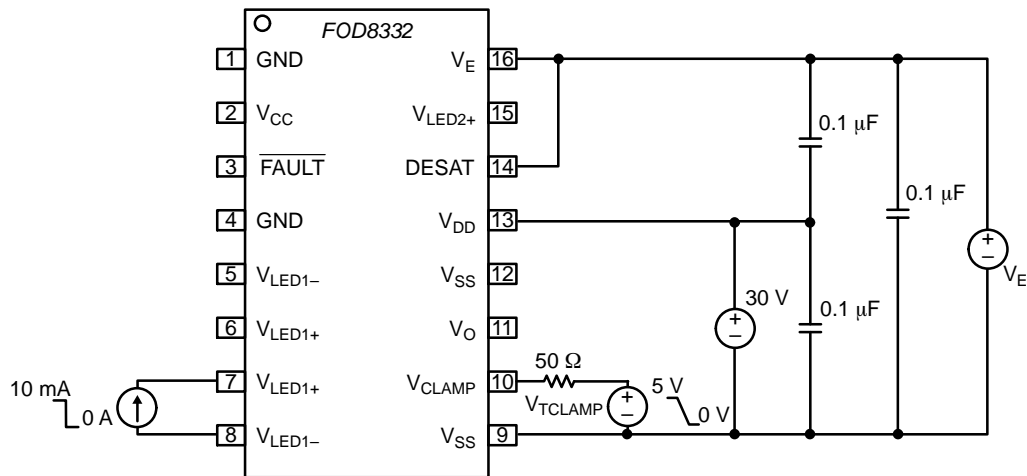 FOD8332
1 GND
2 VCC
3 FAULT
4 GND
5 VLED1–
6 VLED1+
7 VLED1+
8 VLED1–
VE 16
VLED2+ 15
DESAT 14
VDD 13
VSS 12
VO 11
VCLAMP 10
VSS 9
10 mA
0 A
50 Ω
VTCLAMP
+
–
5 V
0 V
30 V
+
–
0.1 μF
0.1 μF
0.1 μF
+
–
VE